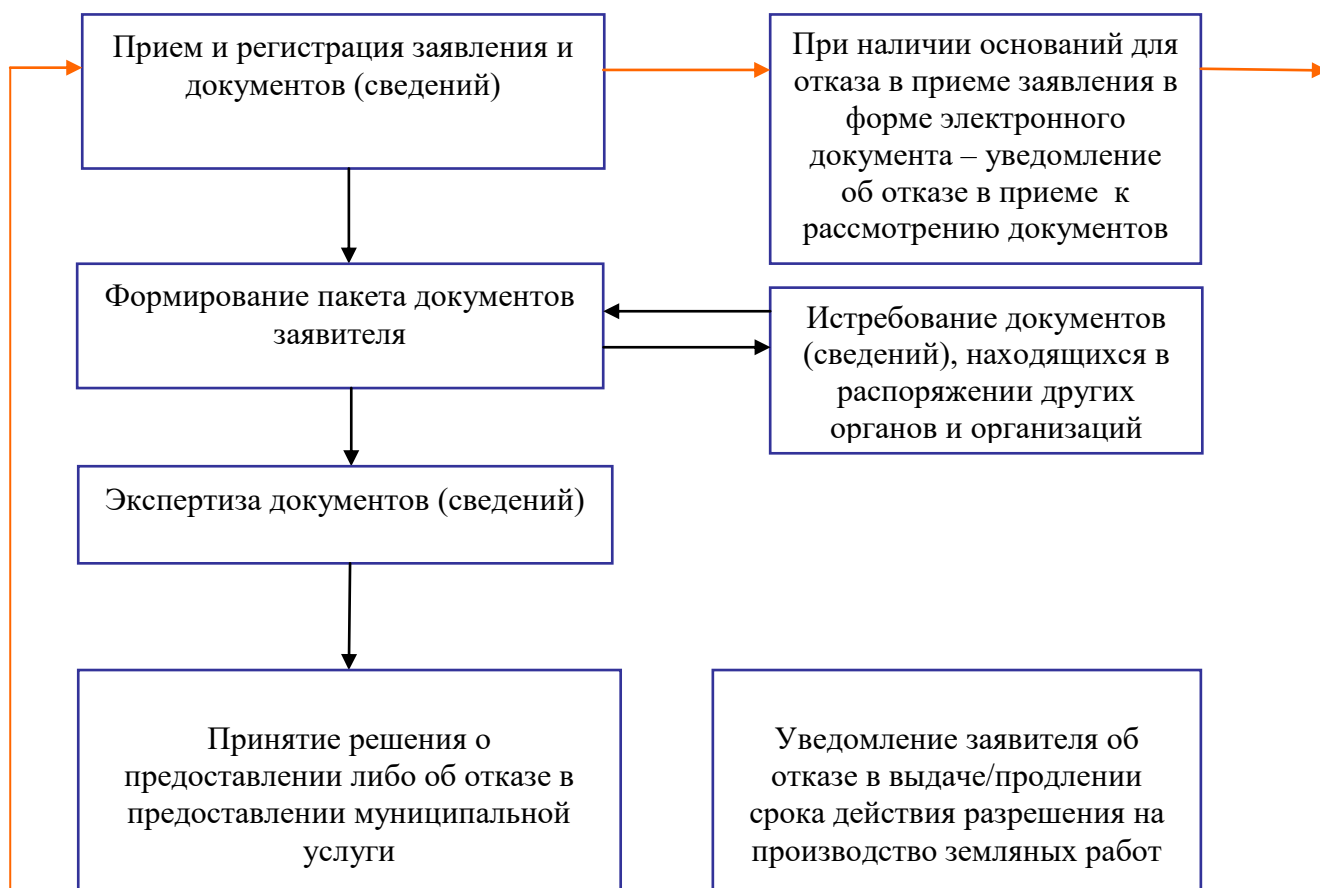 Прием и регистрация заявления и
документов (сведений)
При наличии оснований для
отказа в приеме заявления в
форме электронного
документа – уведомление
об отказе в приеме к
рассмотрению документов
Формирование пакета документов
заявителя
Истребование документов
(сведений), находящихся в
распоряжении других
органов и организаций
Экспертиза документов (сведений)
Принятие решения о
предоставлении либо об отказе в
предоставлении муниципальной
услуги
Уведомление заявителя об
отказе в выдаче/продлении
срока действия разрешения на
производство земляных работ